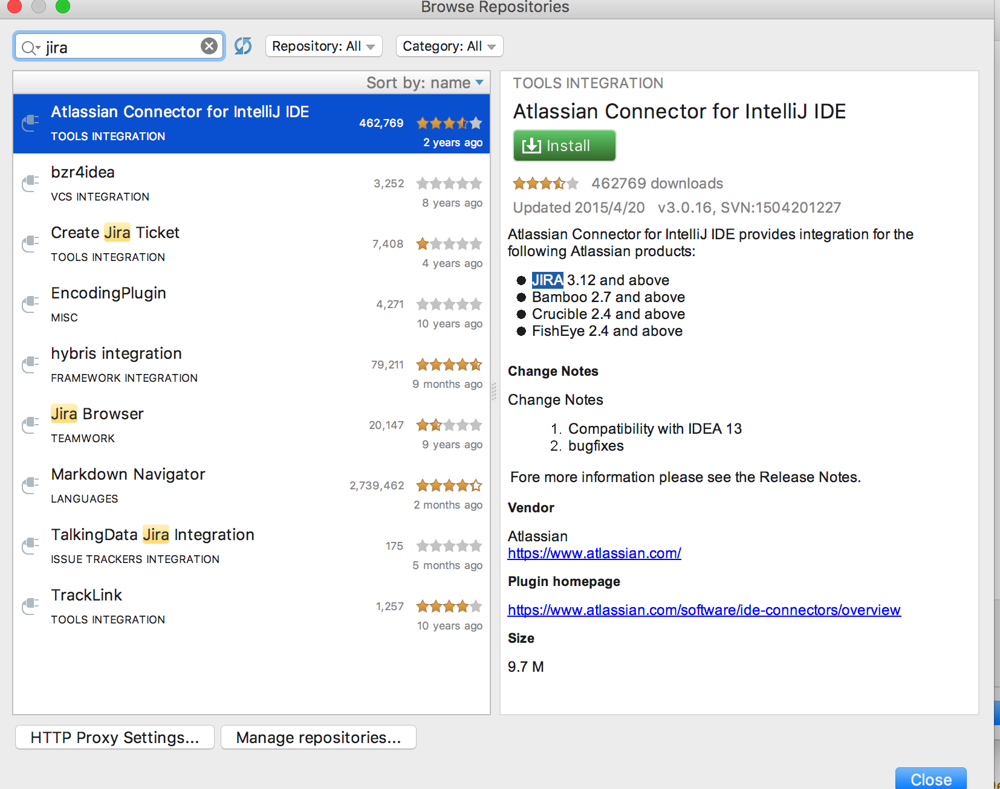 Browse Repositories
jira
Repository: All
Category: All
Sort by: name
Atlassian Connector for IntelliJ IDE
TOOLS INTEGRATION
462,769
2 years ago
bzr4idea
VCS INTEGRATION
3,252
8 years ago
Create Jira Ticket
TOOLS INTEGRATION
7,408
4 years ago
EncodingPlugin
MISC
4,271
10 years ago
hybris integration
FRAMEWORK INTEGRATION
79,211
9 months ago
Jira Browser
TEAMWORK
20,147
9 years ago
Markdown Navigator
LANGUAGES
2,739,462
2 months ago
TalkingData Jira Integration
ISSUE TRACKERS INTEGRATION
175
5 months ago
TrackLink
TOOLS INTEGRATION
1,257
10 years ago
TOOLS INTEGRATION
Atlassian Connector for IntelliJ IDE
Install
462769 downloads
Updated 2015/4/20 v3.0.16, SVN:1504201227
Atlassian Connector for IntelliJ IDE provides integration for the
following Atlassian products:
● JIRA 3.12 and above
● Bamboo 2.7 and above
● Crucible 2.4 and above
● FishEye 2.4 and above
Change Notes
Change Notes
1. Compatibility with IDEA 13
2. bugfixes
Fore more information please see the Release Notes.
Vendor
Atlassian
https://www.atlassian.com/
Plugin homepage
https://www.atlassian.com/software/ide-connectors/overview
Size
9.7 M
HTTP Proxy Settings...
Manage repositories...
Close